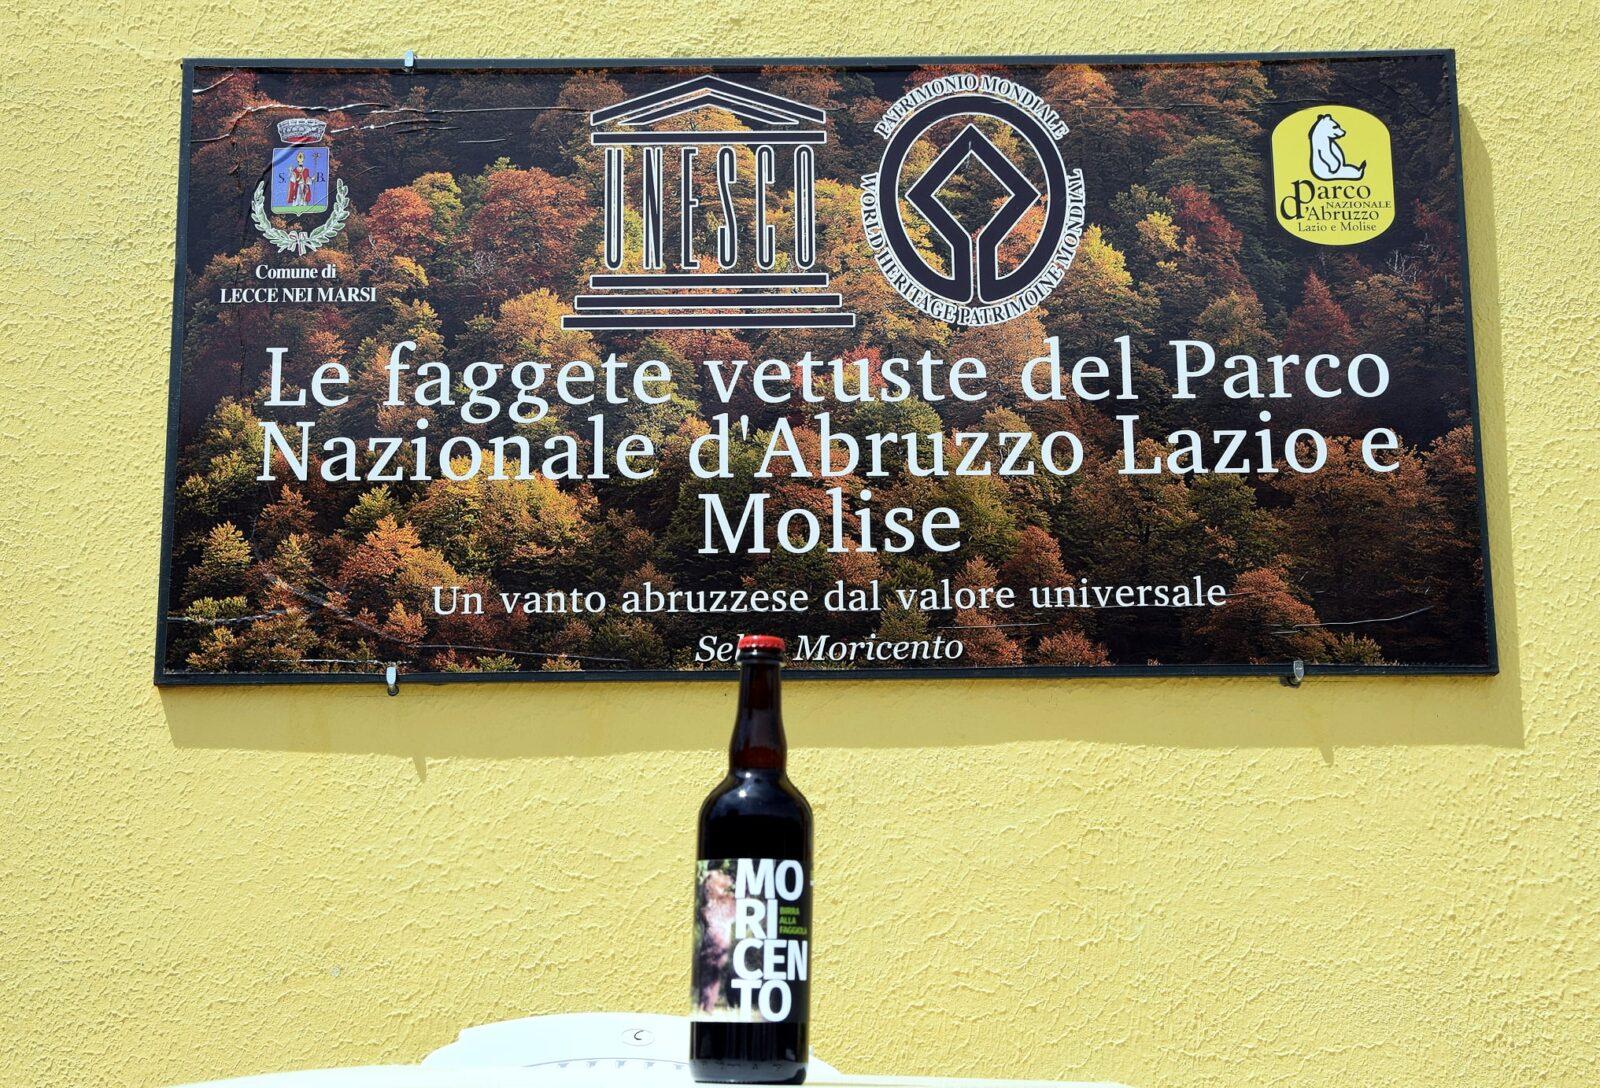 S. B.
Comune di
LECCE NEI MARSI
UNESCO
PATRIMONIO MONDIALE
WORLD HERITAGE PATRIMOINE MONDIAL
Parco
NAZIONALE
d'Abruzzo
Lazio e Molise
Le faggete vetuste del Parco
Nazionale d'Abruzzo Lazio e
Molise
Un vanto abruzzese dal valore universale
Moricento
MO
RI
CEN
TO
BIRRA
ALLA
FAGGIOLA